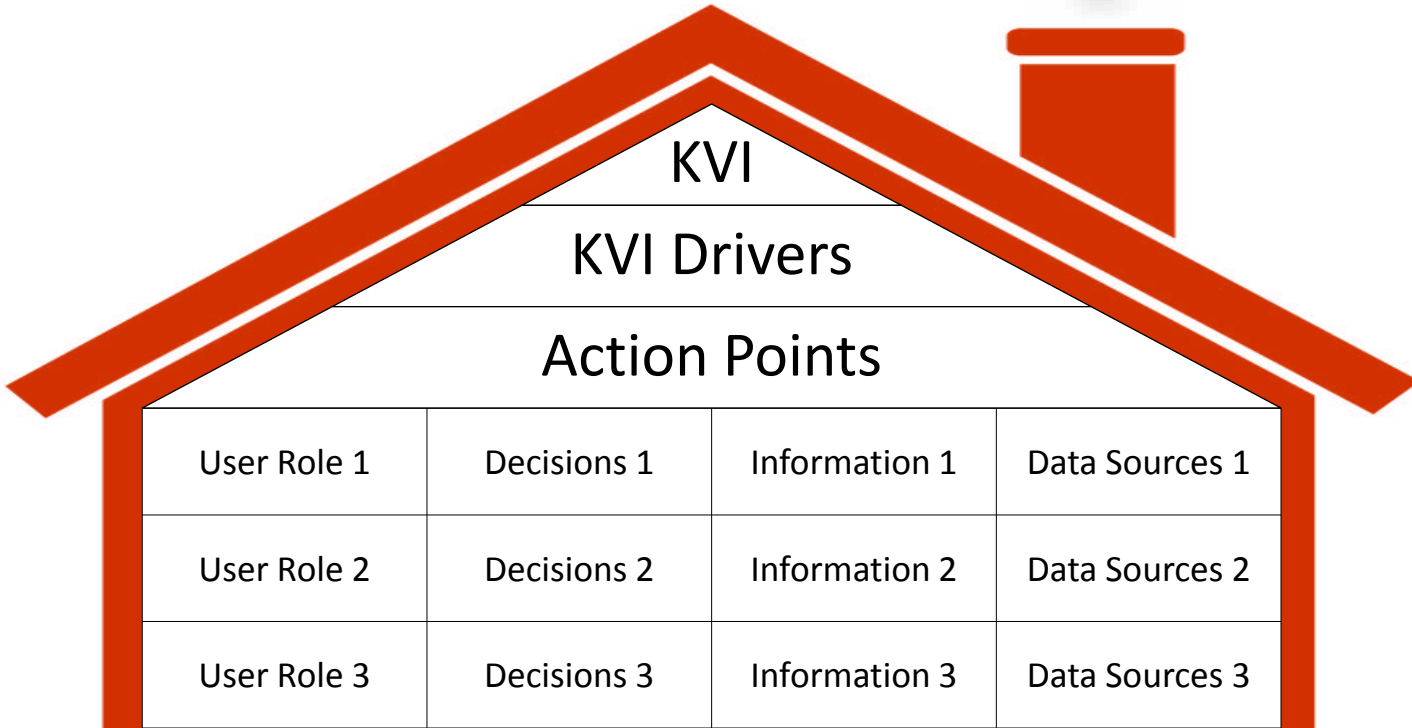 KVI
KVI Drivers
Action Points
User Role 1 Decisions 1 Information 1 Data Sources 1
User Role 2 Decisions 2 Information 2 Data Sources 2
User Role 3 Decisions 3 Information 3 Data Sources 3